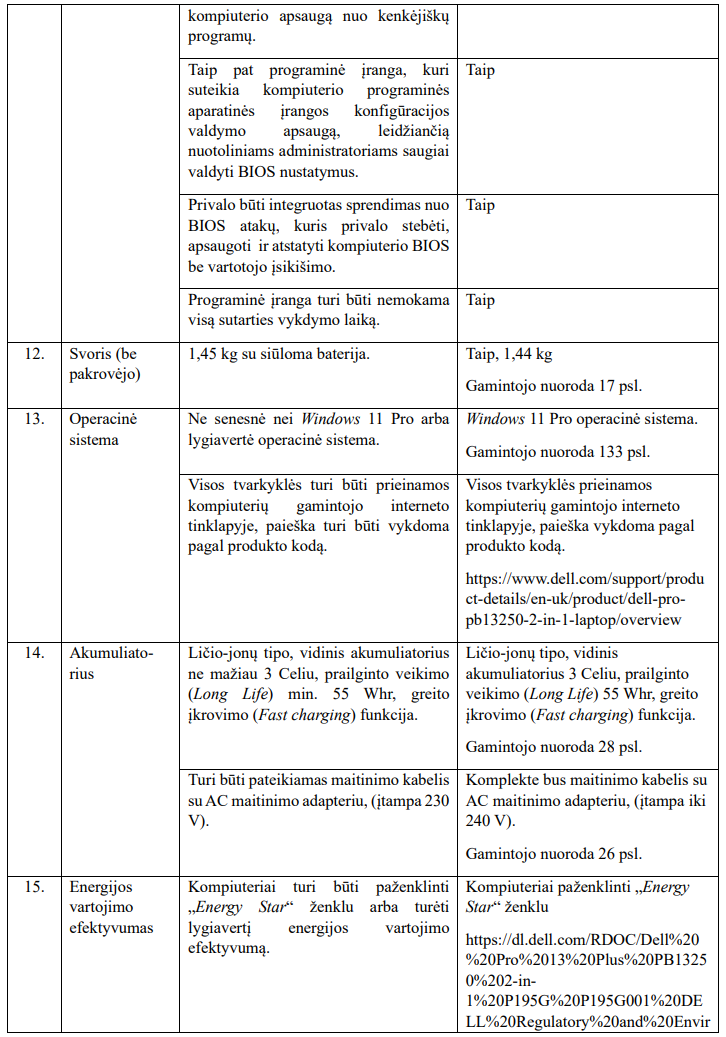 kompiuterio apsaugą nuo kenkėjiškų
programų.
Taip pat programinė įranga, kuri
suteikia kompiuterio programinės
aparatinės įrangos konfigūracijos
valdymo apsaugą, leidžiančią
nuotoliniams administratoriams saugiai
valdyti BIOS nustatymus.
Taip
Privalo būti integruotas sprendimas nuo
BIOS atakų, kuris privalo stebėti,
apsaugoti ir atstatyti kompiuterio BIOS
be vartotojo įsikišimo.
Taip
Programinė įranga turi būti nemokama
visą sutarties vykdymo laiką.
Taip
12.
Svoris (be
pakrovėjo)
1,45 kg su siūloma baterija.
Taip, 1,44 kg
Gamintojo nuoroda 17 psl.
13.
Operacinė
sistema
Ne senesnė nei Windows 11 Pro arba
lygiavertė operacinė sistema.
Windows 11 Pro operacinė sistema.
Gamintojo nuoroda 133 psl.
Visos tvarkyklės turi būti prieinamos
kompiuterių gamintojo interneto
tinklapyje, paieška turi būti vykdoma
pagal produkto kodą.
Visos tvarkyklės prieinamos
kompiuterių gamintojo interneto
tinklapyje, paieška vykdoma pagal
produkto kodą.
https://www.dell.com/support/produ
ct-details/en-uk/product/dell-pro-
pb13250-2-in-1-laptop/overview
14.
Akumuliato-
rius
Ličio-jonų tipo, vidinis akumuliatorius
ne mažiau 3 Celiu, prailginto veikimo
(Long Life) min. 55 Whr, greito
įkrovimo (Fast charging) funkcija.
Ličio-jonų tipo, vidinis
akumuliatorius 3 Celiu, prailginto
veikimo (Long Life) 55 Whr, greito
įkrovimo (Fast charging) funkcija.
Gamintojo nuoroda 28 psl.
Turi būti pateikiamas maitinimo kabelis
su AC maitinimo adapteriu, (įtampa 230
V).
Komplekte bus maitinimo kabelis su
AC maitinimo adapteriu, (įtampa iki
240 V).
Gamintojo nuoroda 26 psl.
15.
Energijos
vartojimo
efektyvumas
Kompiuteriai turi būti paženklinti
„Energy Star“ ženklu arba turėti
lygiavertį energijos vartojimo
efektyvumą.
Kompiuteriai paženklinti „Energy
Star“ ženklu
https://dl.dell.com/RDOC/Dell%20
%20Pro%2013%20Plus%20PB1325
0%202-in-
1%20P195G%20P195G001%20DE
LL%20Regulatory%20and%20Envir